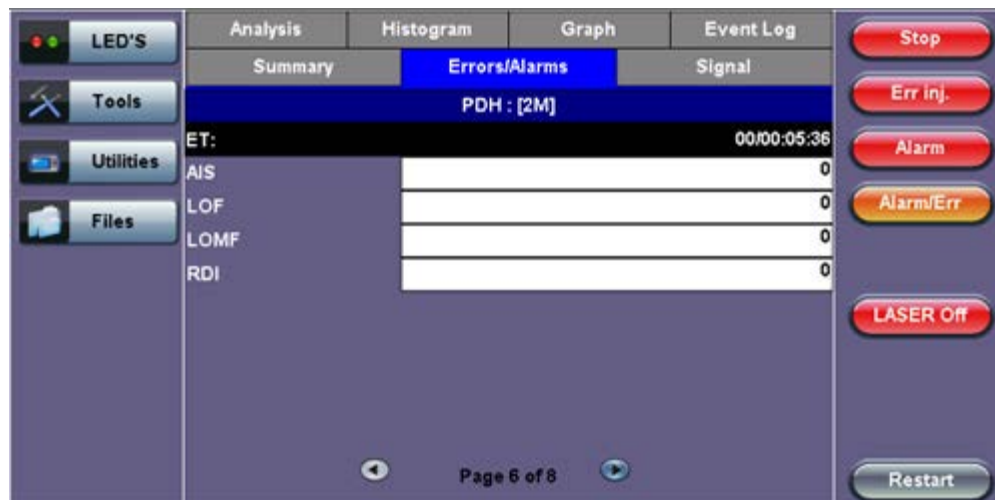 LED'S
Tools
Utilities
Files
Analysis Histogram Graph Event Log
Summary Errors/Alarms Signal
PDH : [2M]
ET: 00/00:05:36
AIS 0
LOF 0
LOMF 0
RDI 0
Page 6 of 8
Stop
Err inj.
Alarm
Alarm/Err
LASER Off
Restart